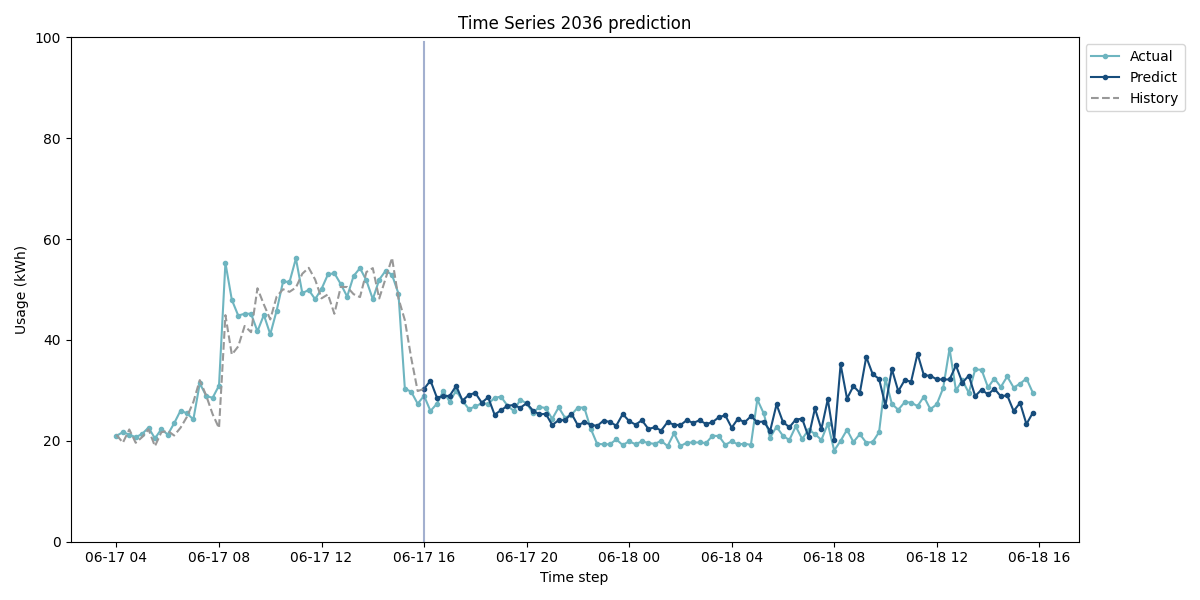 Time Series 2036 prediction
100
80
60
40
20
0
Usage (kWh)
06-17 04
06-17 08
06-17 12
06-17 16
06-17 20
06-18 00
06-18 04
06-18 08
06-18 12
06-18 16
Time step
Actual
Predict
History